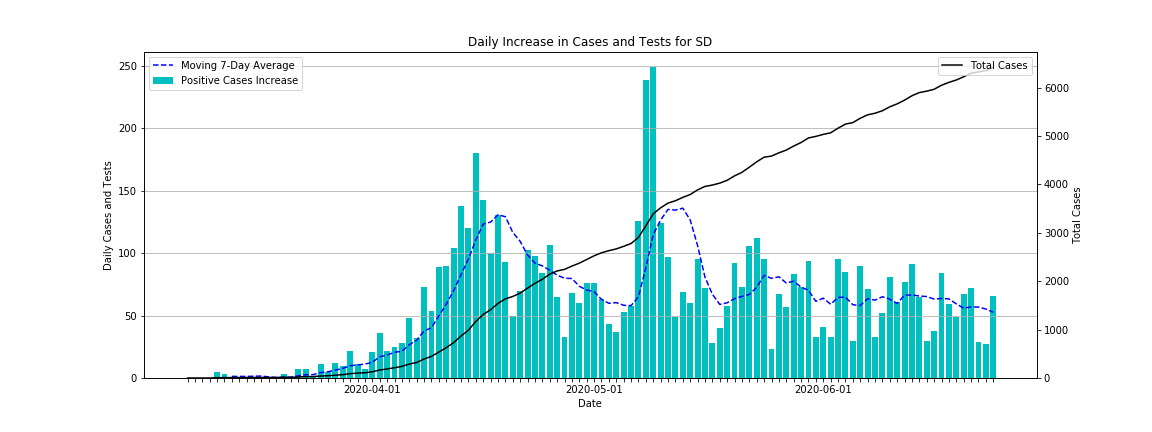 Daily Increase in Cases and Tests for SD
Moving 7-Day Average
Positive Cases Increase
Total Cases
250
200
150
100
50
0
6000
5000
4000
3000
2000
1000
0
Daily Cases and Tests
Total Cases
2020-04-01
2020-05-01
2020-06-01
Date